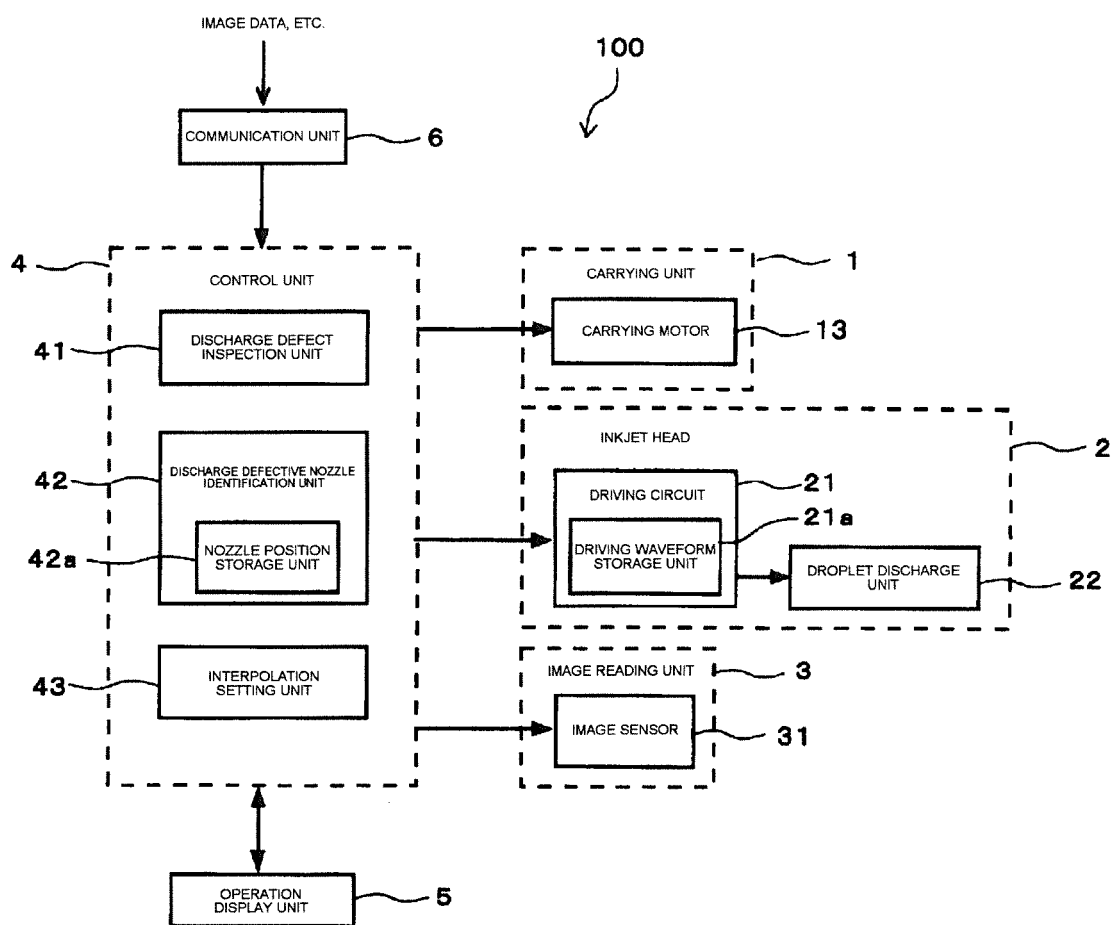 IMAGE DATA, ETC.
100
COMMUNICATION UNIT
6
4
CONTROL UNIT
CARRYING UNIT
1
41
DISCHARGE DEFECT
INSPECTION UNIT
CARRYING MOTOR
13
INKJET HEAD
2
42
DISCHARGE DEFECTIVE NOZZLE
IDENTIFICATION UNIT
DRIVING CIRCUIT
21
21a
42a
NOZZLE POSITION
STORAGE UNIT
DRIVING WAVEFORM
STORAGE UNIT
DROPLET DISCHARGE
UNIT
22
43
INTERPOLATION
SETTING UNIT
IMAGE READING UNIT
3
IMAGE SENSOR
31
OPERATION
DISPLAY UNIT
5